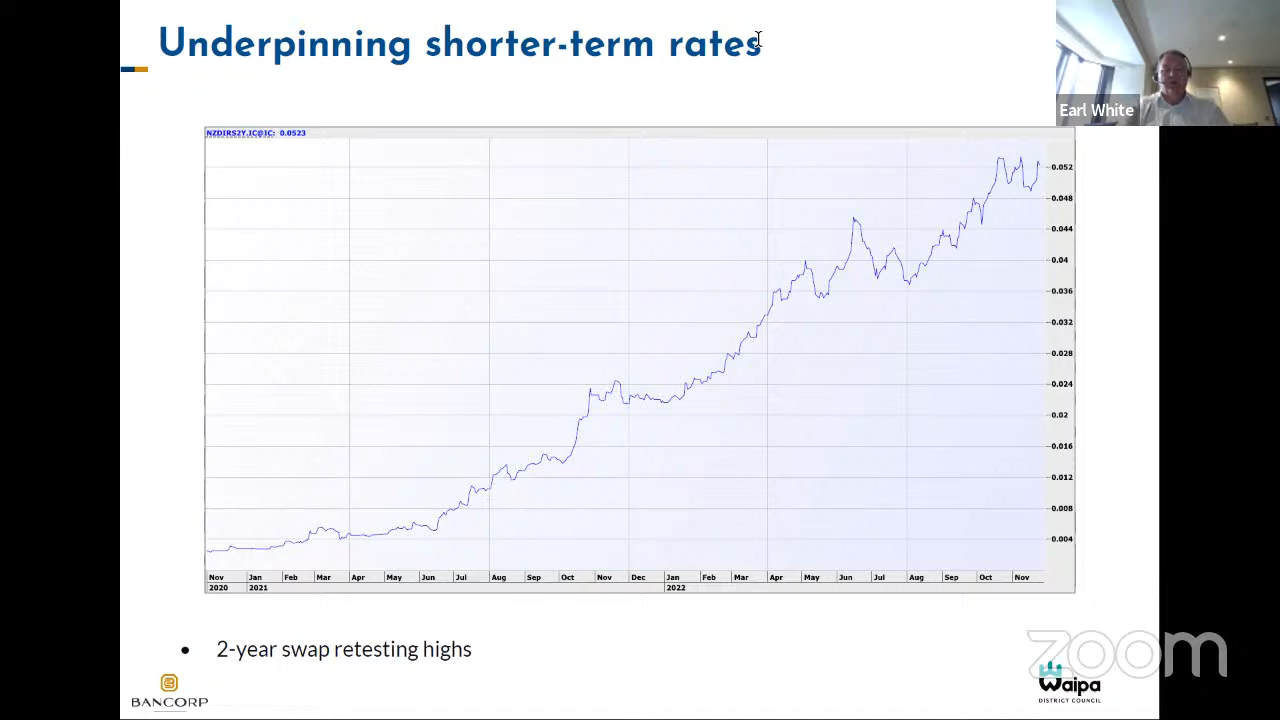 Underpinning shorter-term rates
Earl White
NZDIRS2Y.IC@IC: 0.0523
0.052
0.048
0.044
0.04
0.036
0.032
0.028
0.024
0.02
0.016
0.012
0.008
0.004
Nov Jan Feb Mar Apr May Jun Jul Aug Sep Oct Nov Dec Jan Feb Mar Apr May Jun Jul Aug Sep Oct Nov
2020 2021 2022
• 2-year swap retesting highs
zoom
BANCORP
Waipa
DISTRICT COUNCIL